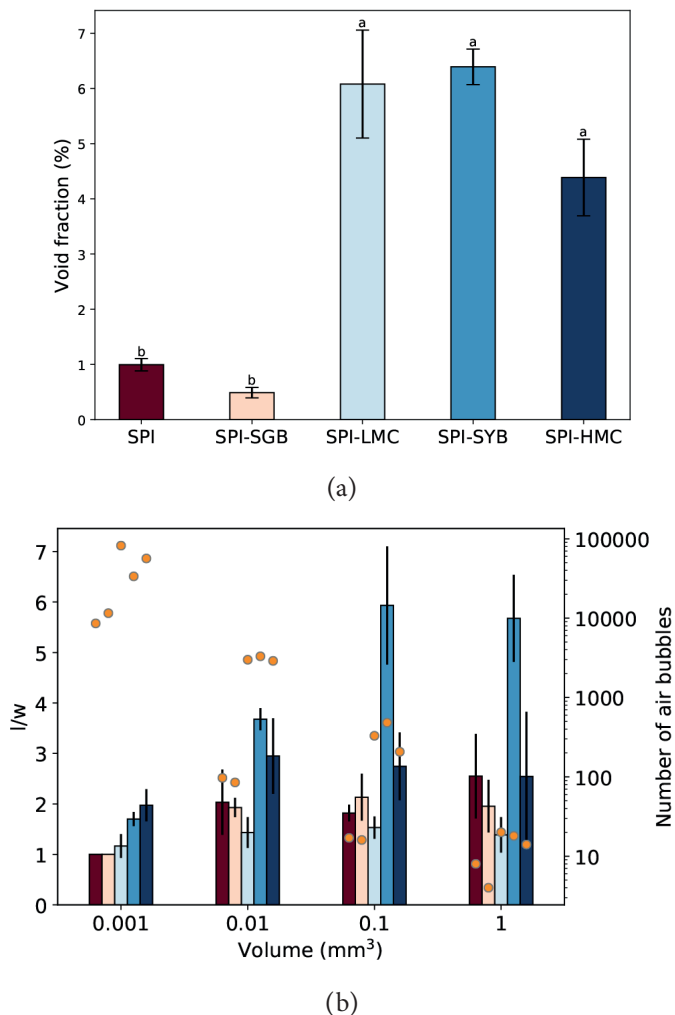 7
a
a
6
5
a
4
Void fraction (%)
3
2
b
1
b
0
SPI
SPI-SGB
SPI-LMC
SPI-SYB
SPI-HMC
(a)
7
6
5
4
3
2
1
0
l/w
100000
10000
1000
100
10
Number of air bubbles
0.001
0.01
0.1
1
Volume (mm³)
(b)